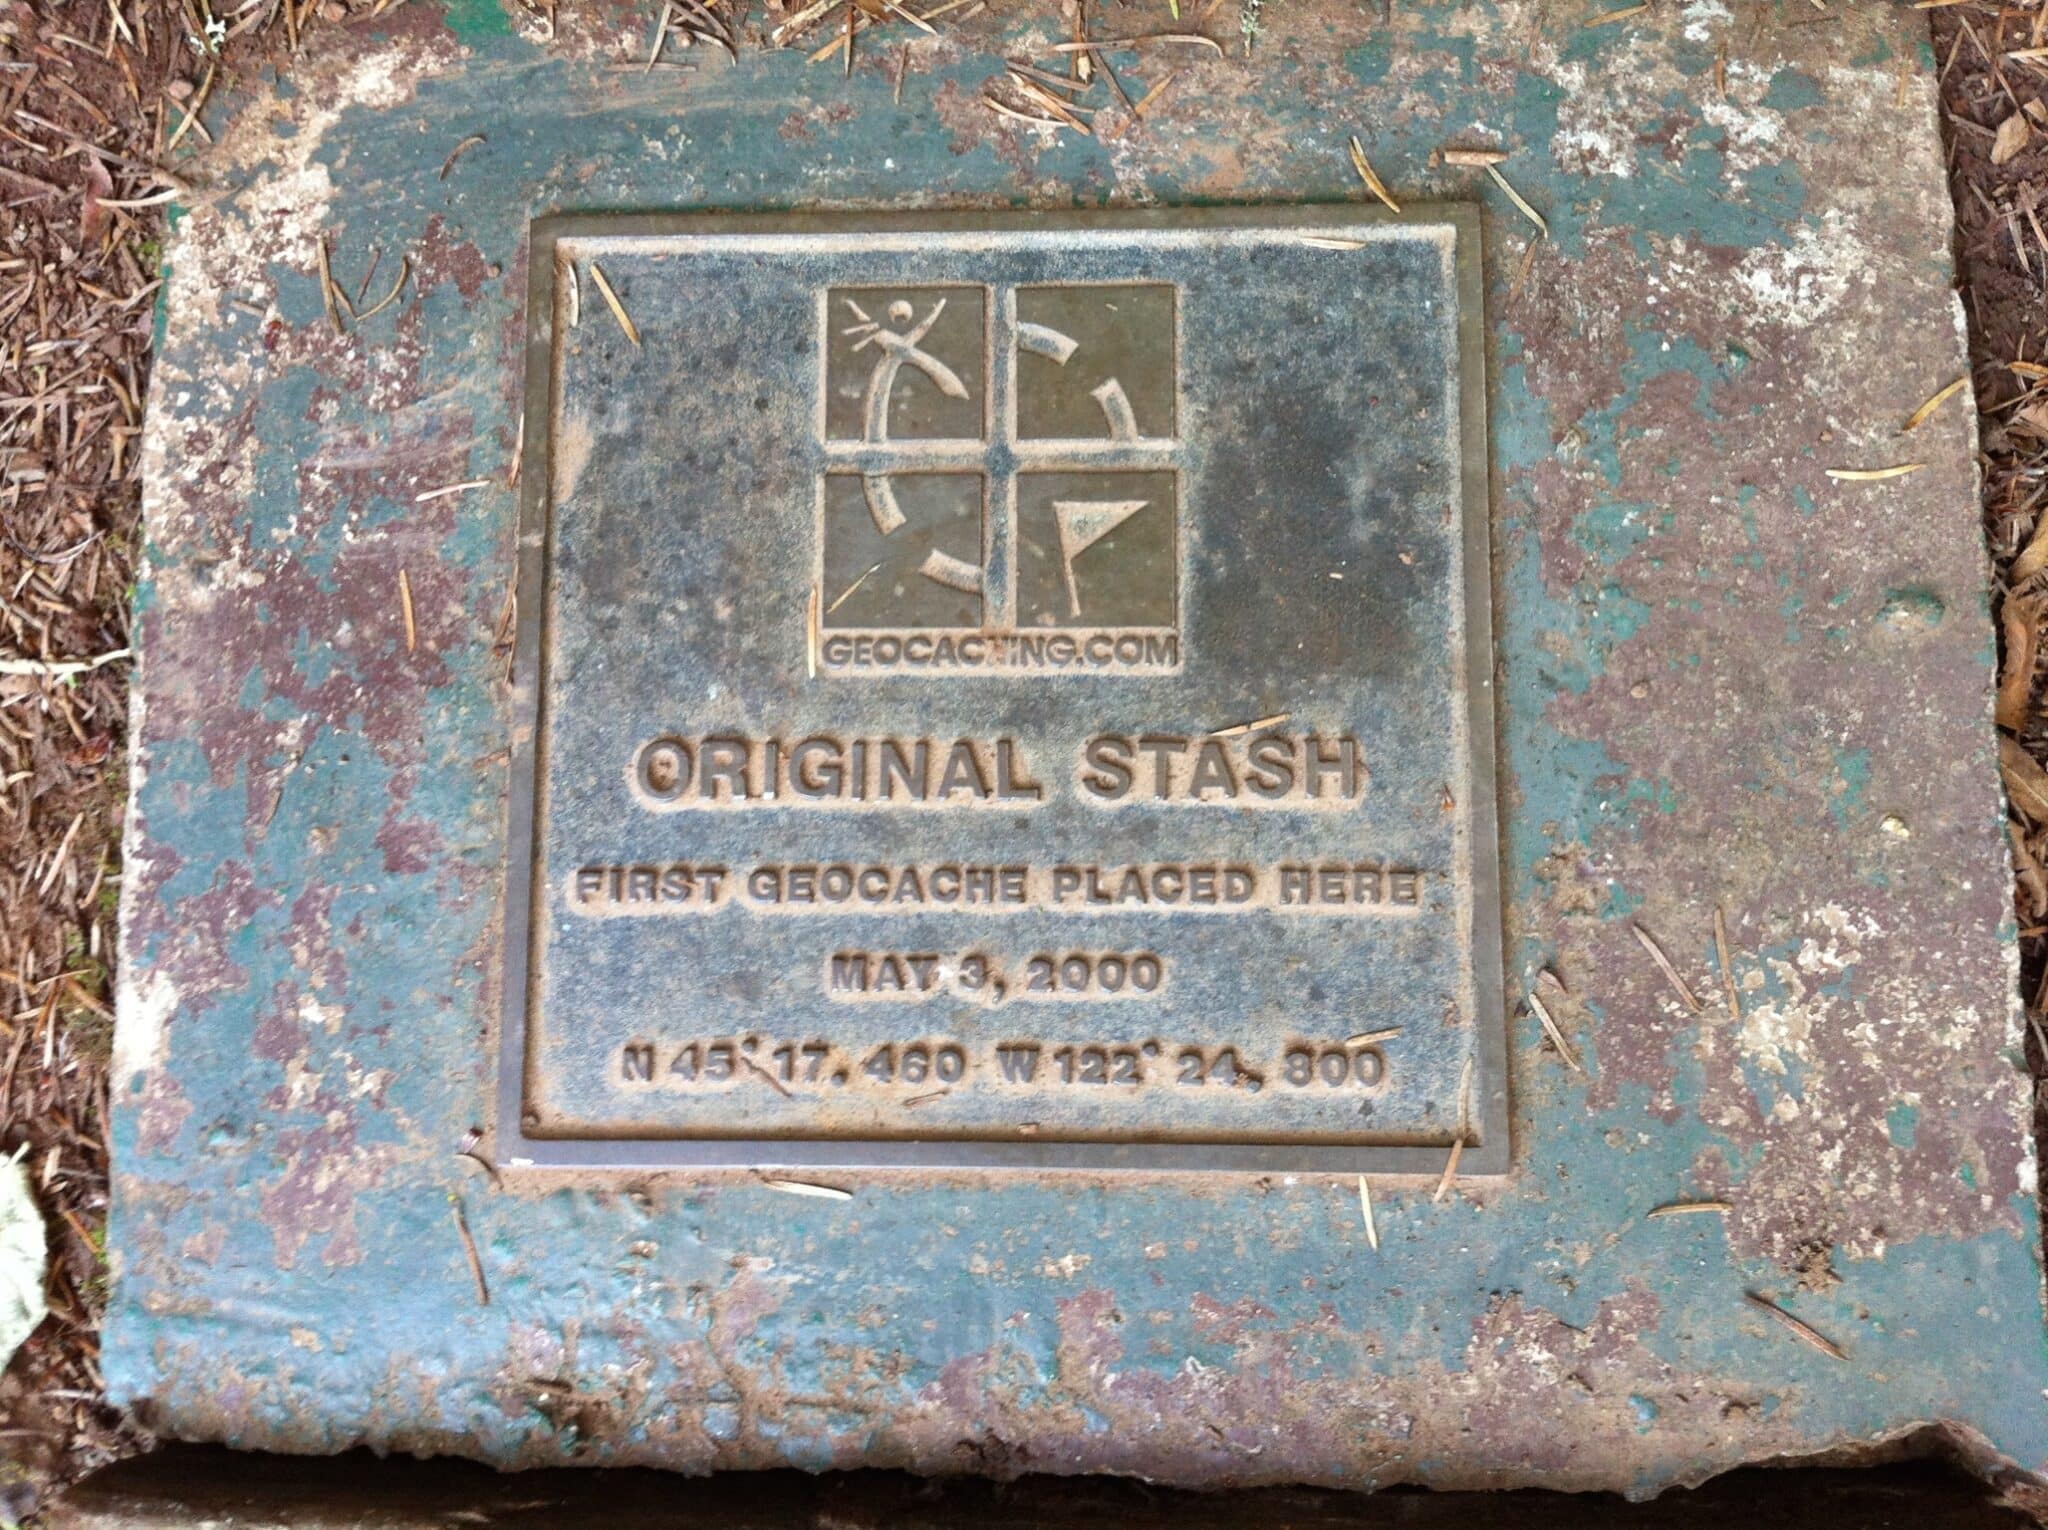 GEOCACHING.COM
ORIGINAL STASH
FIRST GEOCACHE PLACED HERE
MAY 3, 2000
N 45° 17. 460 W 122° 24. 800